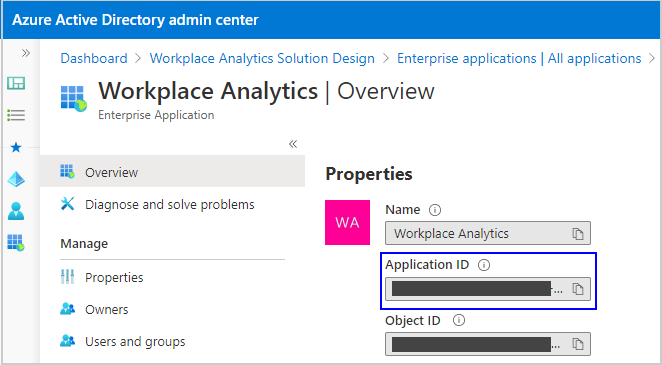 Azure Active Directory admin center
Dashboard > Workplace Analytics Solution Design > Enterprise applications | All applications >
Workplace Analytics | Overview
Enterprise Application
Overview
Diagnose and solve problems
Manage
Properties
Owners
Users and groups
Properties
WA
Name
Workplace Analytics
Application ID
-...
Object ID
...